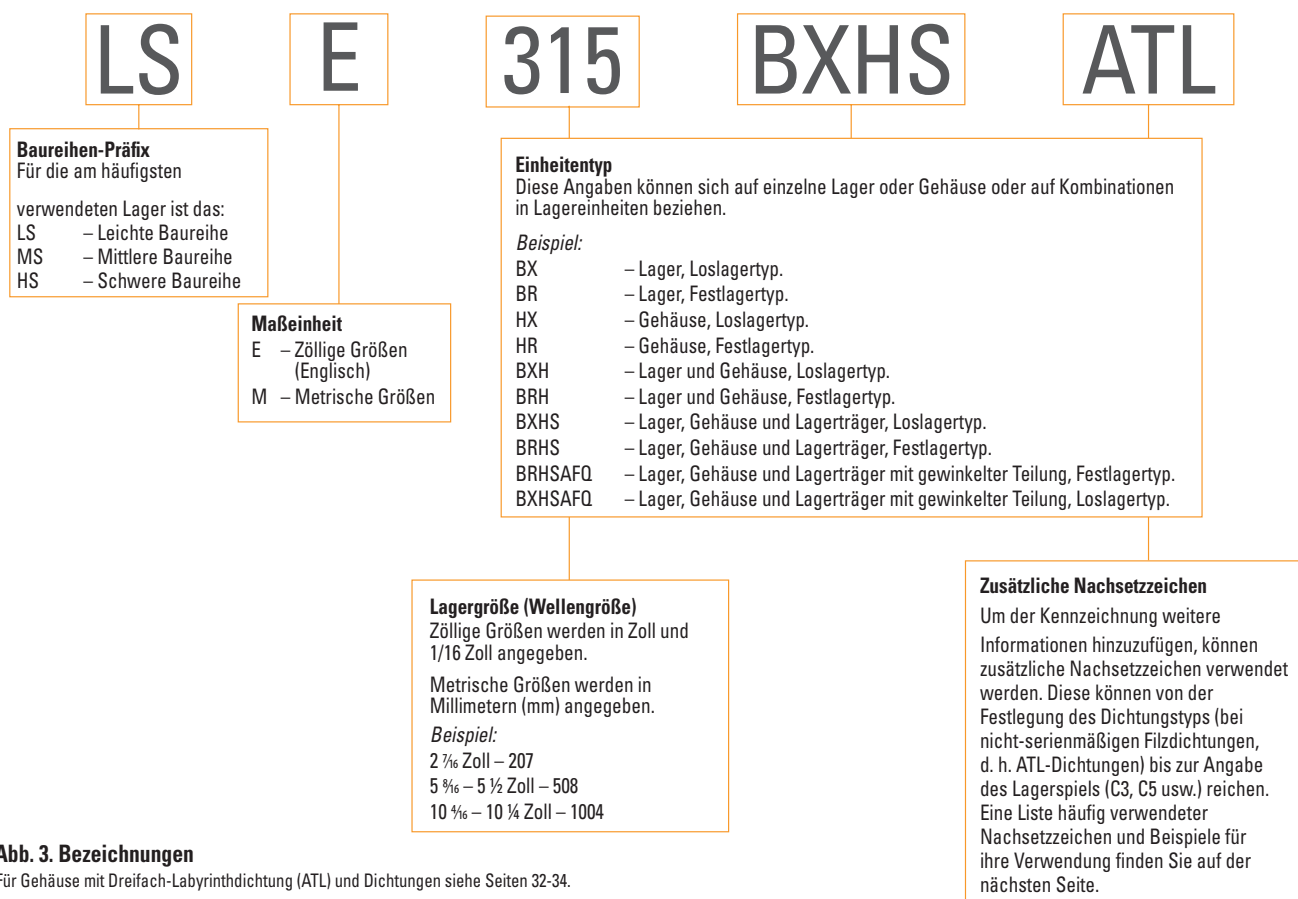 LS E 315 BXHS ATL
Baureihen-Präfix
Für die am häufigsten
verwendeten Lager ist das:
LS – Leichte Baureihe
MS – Mittlere Baureihe
HS – Schwere Baureihe
Maßeinheit
E – Zöllige Größen
(Englisch)
M – Metrische Größen
Einheitentyp
Diese Angaben können sich auf einzelne Lager oder Gehäuse oder auf Kombinationen
in Lagereinheiten beziehen.
Beispiel:
BX – Lager, Loslagertyp.
BR – Lager, Festlagertyp.
HX – Gehäuse, Loslagertyp.
HR – Gehäuse, Festlagertyp.
BXH – Lager und Gehäuse, Loslagertyp.
BRH – Lager und Gehäuse, Festlagertyp.
BXHS – Lager, Gehäuse und Lagerträger, Loslagertyp.
BRHS – Lager, Gehäuse und Lagerträger, Festlagertyp.
BRHSAFQ – Lager, Gehäuse und Lagerträger mit gewinkelter Teilung, Festlagertyp.
BXHSAFQ – Lager, Gehäuse und Lagerträger mit gewinkelter Teilung, Loslagertyp.
Lagergröße (Wellengröße)
Zöllige Größen werden in Zoll und
1/16 Zoll angegeben.
Metrische Größen werden in
Millimetern (mm) angegeben.
Beispiel:
2 7/16 Zoll – 207
5 8/16 – 5 ½ Zoll – 508
10 4/16 – 10 ¼ Zoll – 1004
Zusätzliche Nachsetzzeichen
Um der Kennzeichnung weitere
Informationen hinzuzufügen, können
zusätzliche Nachsetzzeichen verwendet
werden. Diese können von der
Festlegung des Dichtungstyps (bei
nicht-serienmäßigen Filzdichtungen,
d. h. ATL-Dichtungen) bis zur Angabe
des Lagerspiels (C3, C5 usw.) reichen.
Eine Liste häufig verwendeter
Nachsetzzeichen und Beispiele für
ihre Verwendung finden Sie auf der
nächsten Seite.
Abb. 3. Bezeichnungen
Für Gehäuse mit Dreifach-Labyrinthdichtung (ATL) und Dichtungen siehe Seiten 32-34.